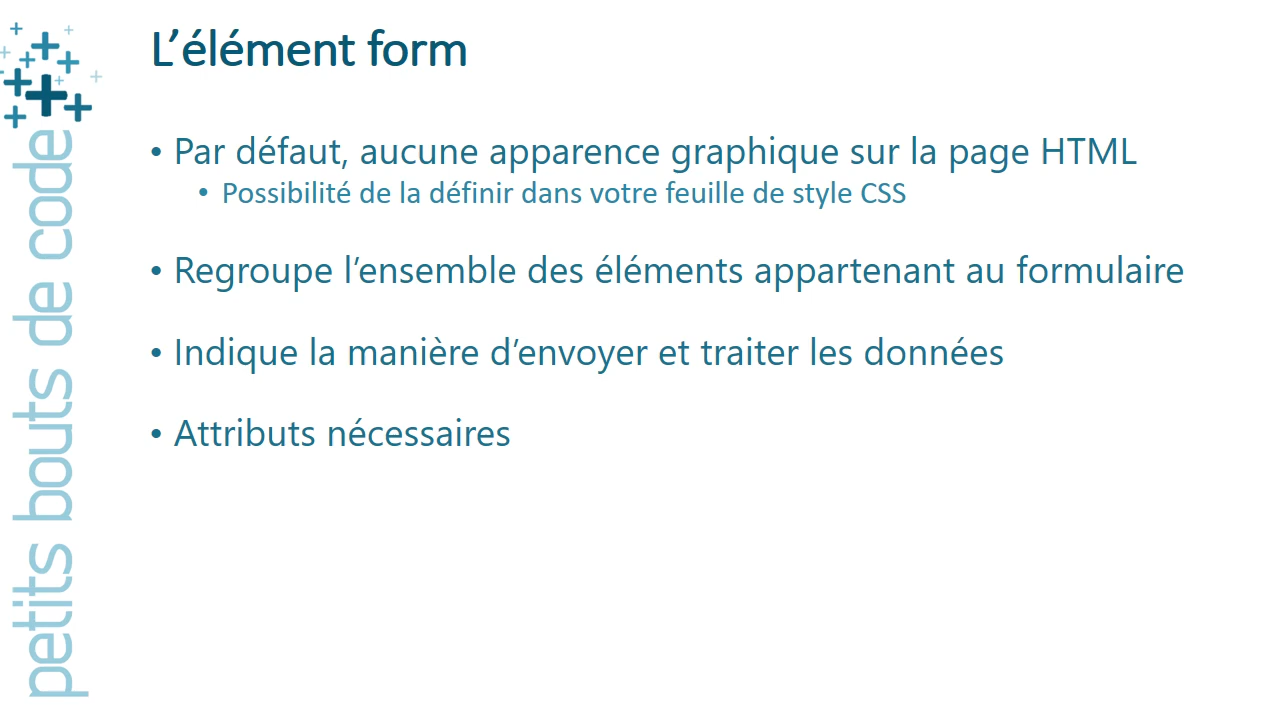 L’élément form
• Par défaut, aucune apparence graphique sur la page HTML
• Possibilité de la définir dans votre feuille de style CSS
• Regroupe l’ensemble des éléments appartenant au formulaire
• Indique la manière d’envoyer et traiter les données
• Attributs nécessaires
petits bouts de code